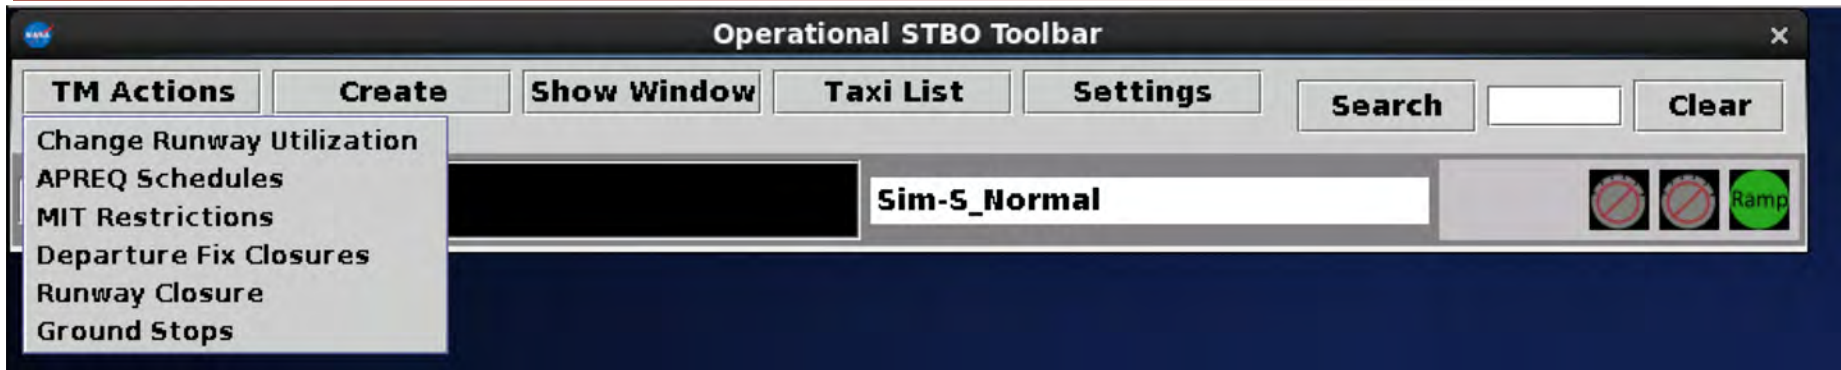 NASA
Operational STBO Toolbar
TM Actions Create Show Window Taxi List Settings Search Clear
Change Runway Utilization
APREQ Schedules
MIT Restrictions
Departure Fix Closures
Runway Closure
Ground Stops
Sim-S_Normal
Ramp